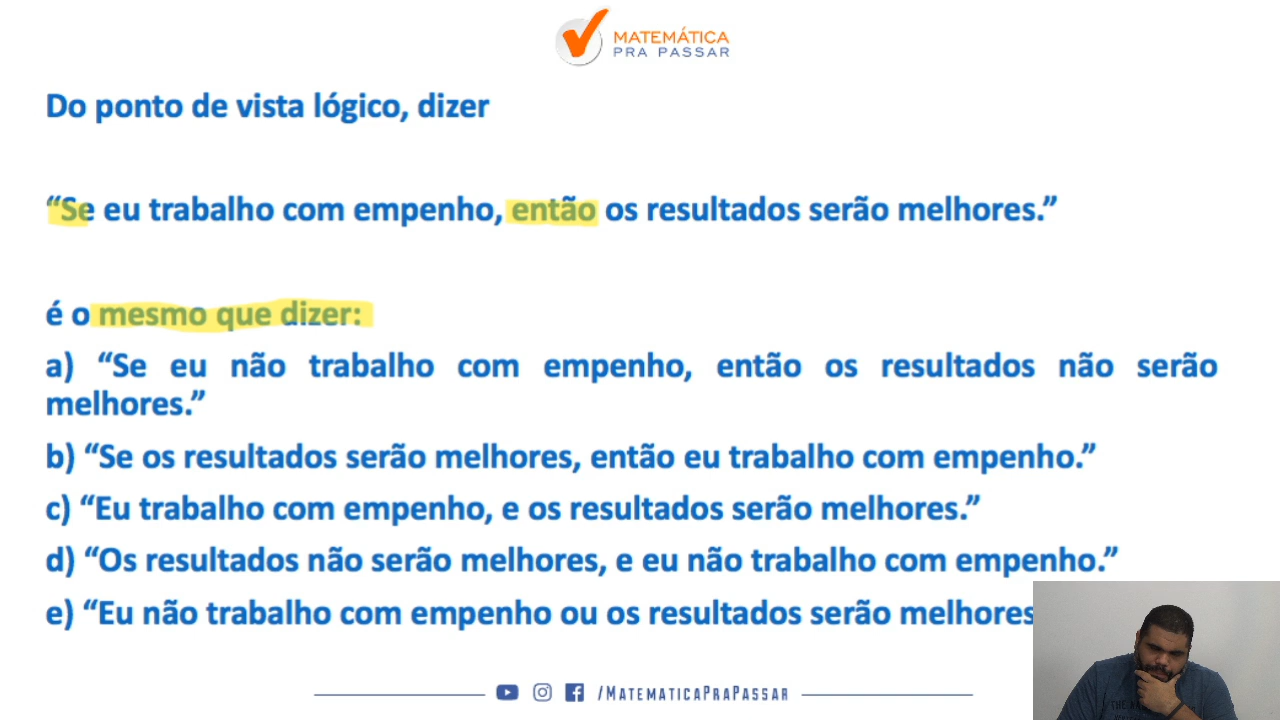 MATEMÁTICA
PRA PASSAR
Do ponto de vista lógico, dizer
“Se eu trabalho com empenho, então os resultados serão melhores.”
é o mesmo que dizer:
a) “Se eu não trabalho com empenho, então os resultados não serão
melhores.”
b) “Se os resultados serão melhores, então eu trabalho com empenho.”
c) “Eu trabalho com empenho, e os resultados serão melhores.”
d) “Os resultados não serão melhores, e eu não trabalho com empenho.”
e) “Eu não trabalho com empenho ou os resultados serão melhores
/MATEMATICAPRAPASSAR